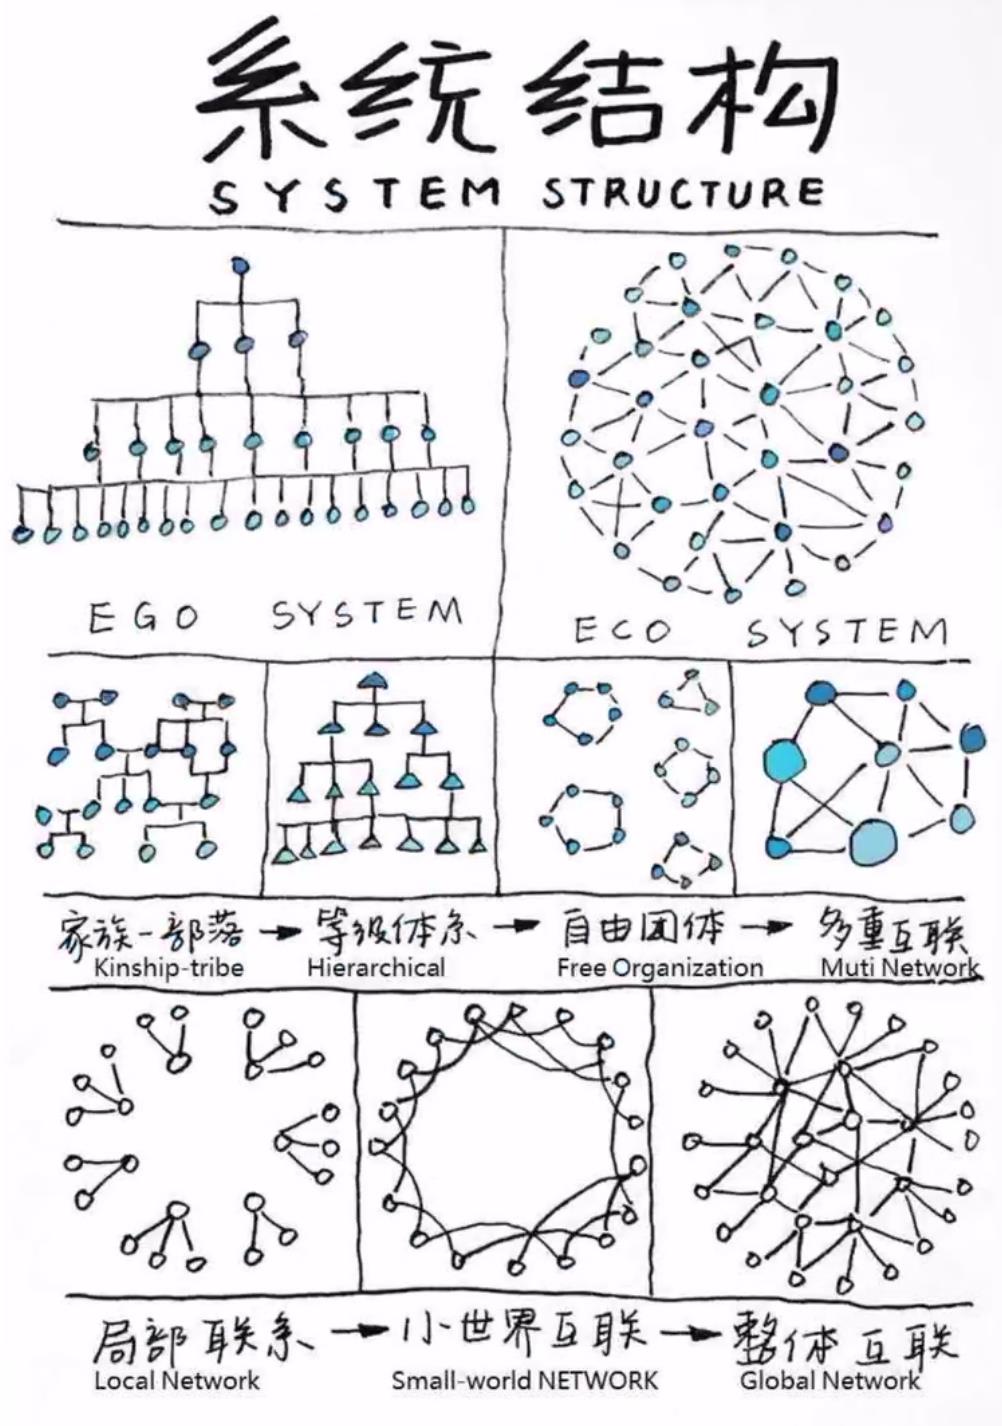 系统结构
SYSTEM STRUCTURE
EGO SYSTEM
ECO SYSTEM
家族-部落 → 等级体系 → 自由团体 → 多重互联
Kinship-tribe Hierarchical Free Organization Muti Network
局部联系 → 小世界互联 → 整体互联
Local Network Small-world NETWORK Global Network